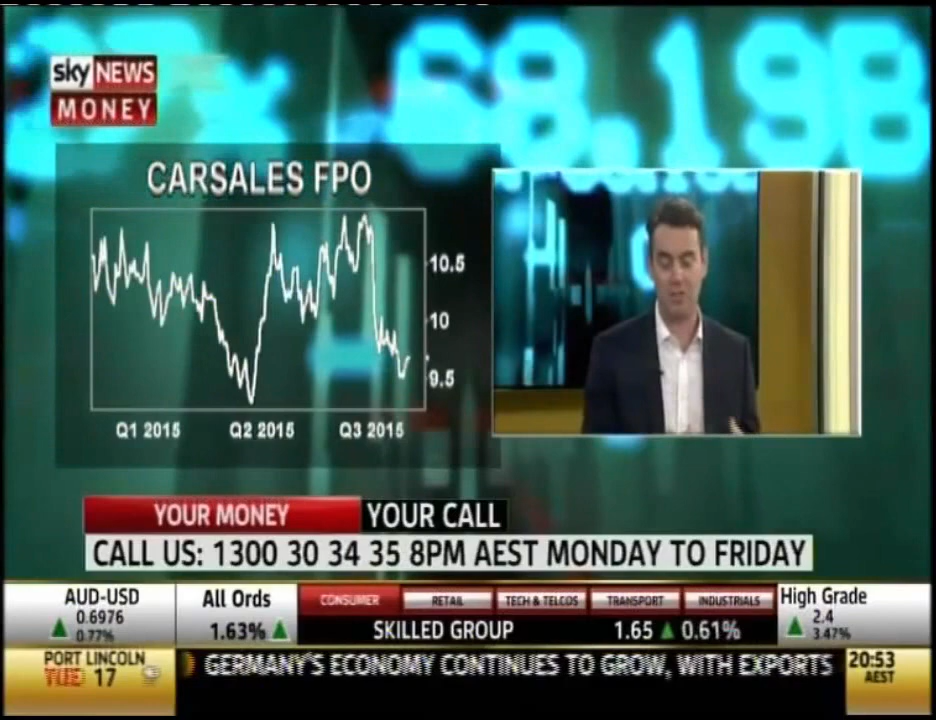 sky NEWS
MONEY
68.198
CARSALES FPO
10.5
10
9.5
Q1 2015 Q2 2015 Q3 2015
YOUR MONEY YOUR CALL
CALL US: 1300 30 34 35 8PM AEST MONDAY TO FRIDAY
AUD-USD
0.6976
0.77%
All Ords
1.63%
CONSUMER RETAIL TECH & TELCOS TRANSPORT INDUSTRIALS
SKILLED GROUP 1.65 0.61%
High Grade
2.4
3.47%
PORT LINCOLN
TUE 17
GERMANY'S ECONOMY CONTINUES TO GROW, WITH EXPORTS
20:53
AEST